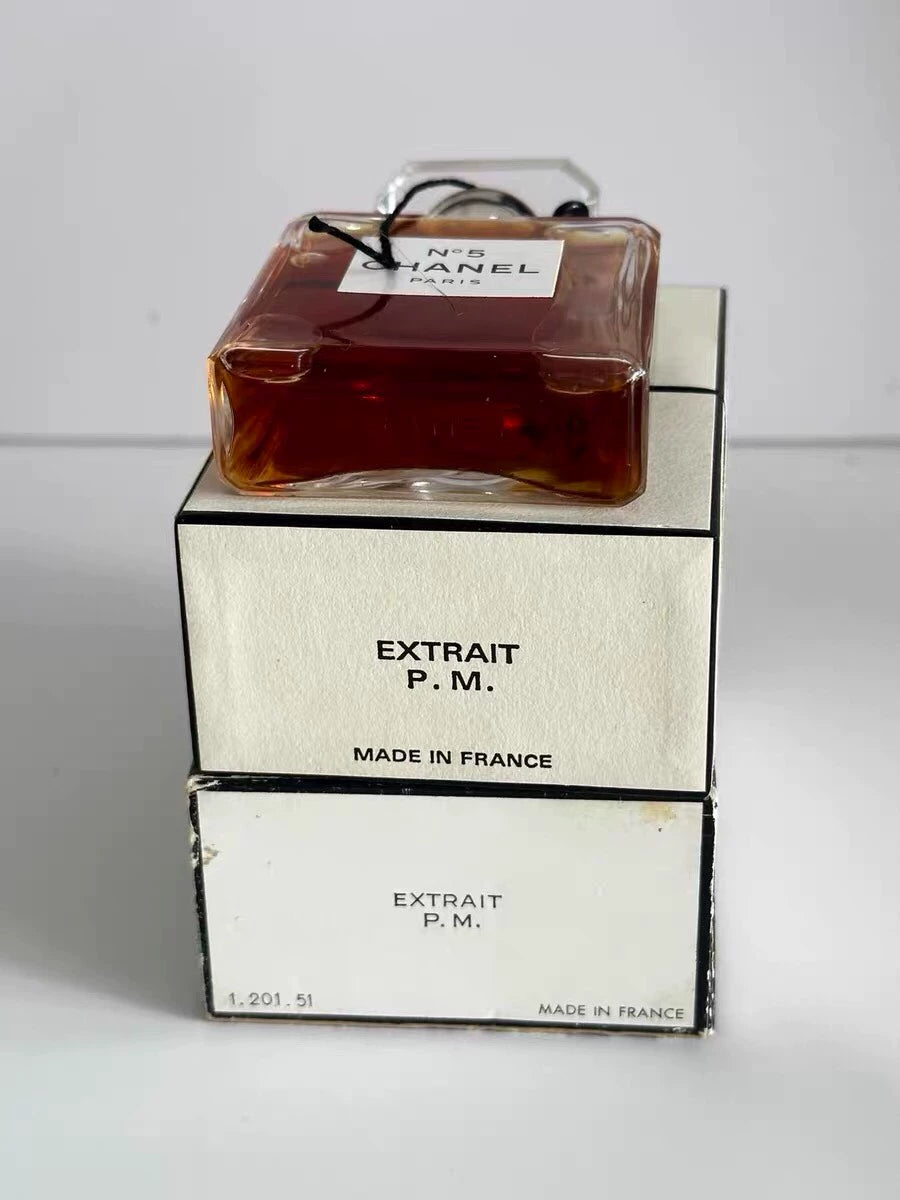 N°5
CHANEL
PARIS
EXTRAIT
P.M.
MADE IN FRANCE
EXTRAIT
P.M.
1.201.51
MADE IN FRANCE